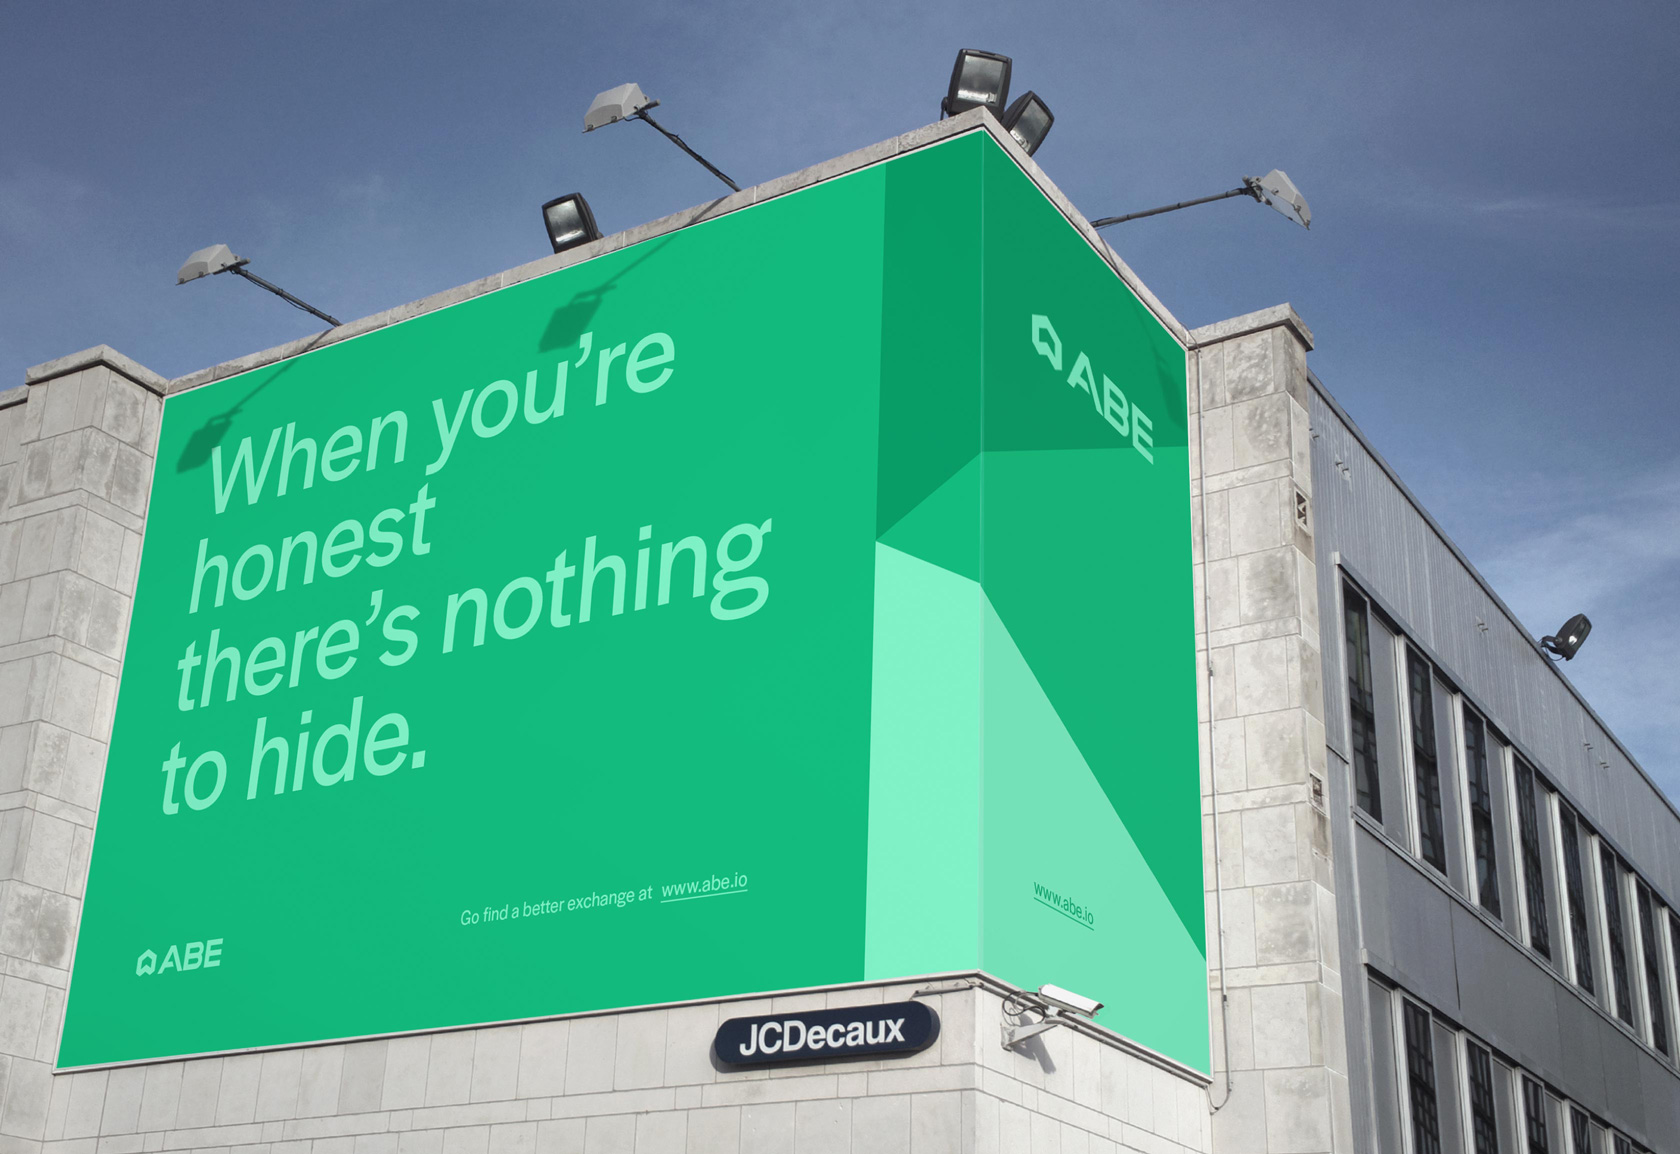 When you’re
honest
there’s nothing
to hide.
Go find a better exchange at www.abe.io
ABE
ABE
www.abe.io
JCDecaux